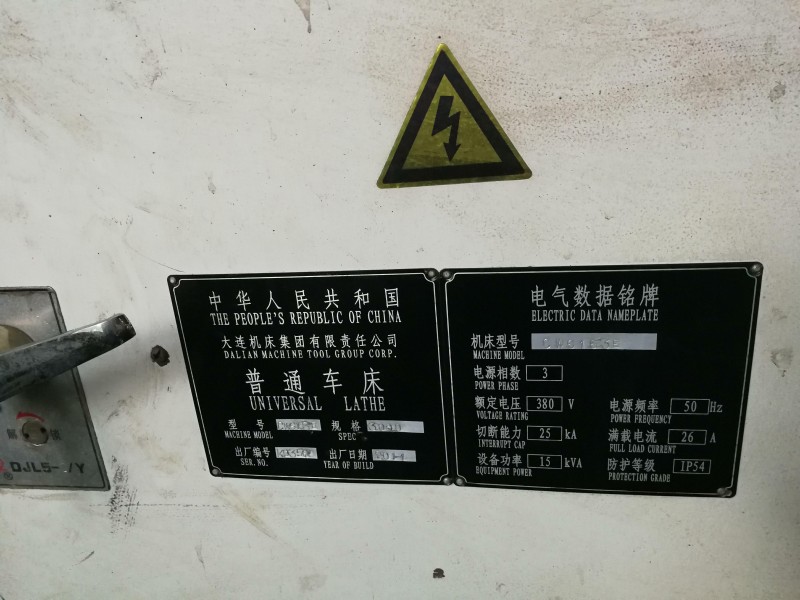 中华人民共和国
THE PEOPLE'S REPUBLIC OF CHINA
大连机床集团有限责任公司
DALIAN MACHINE TOOL GROUP CORP.
普通车床
UNIVERSAL LATHE
型号
MACHINE MODEL
规格
SPEC
出厂编号
SER.NO.
出厂日期
YEAR OF BUILD
电气数据铭牌
ELECTRIC DATA NAMEPLATE
机床型号
MACHINE MODEL
电源相数 3
POWER PHASE
额定电压 380 V
VOLTAGE RATING
电源频率 50 Hz
POWER FREQUENCY
切断能力 25 kA
INTERRUPT CAP
满载电流 26 A
FULL LOAD CURRENT
设备功率 15 kVA
EQUIPMENT POWER
防护等级 IP54
PROTECTION GRADE
解 锁